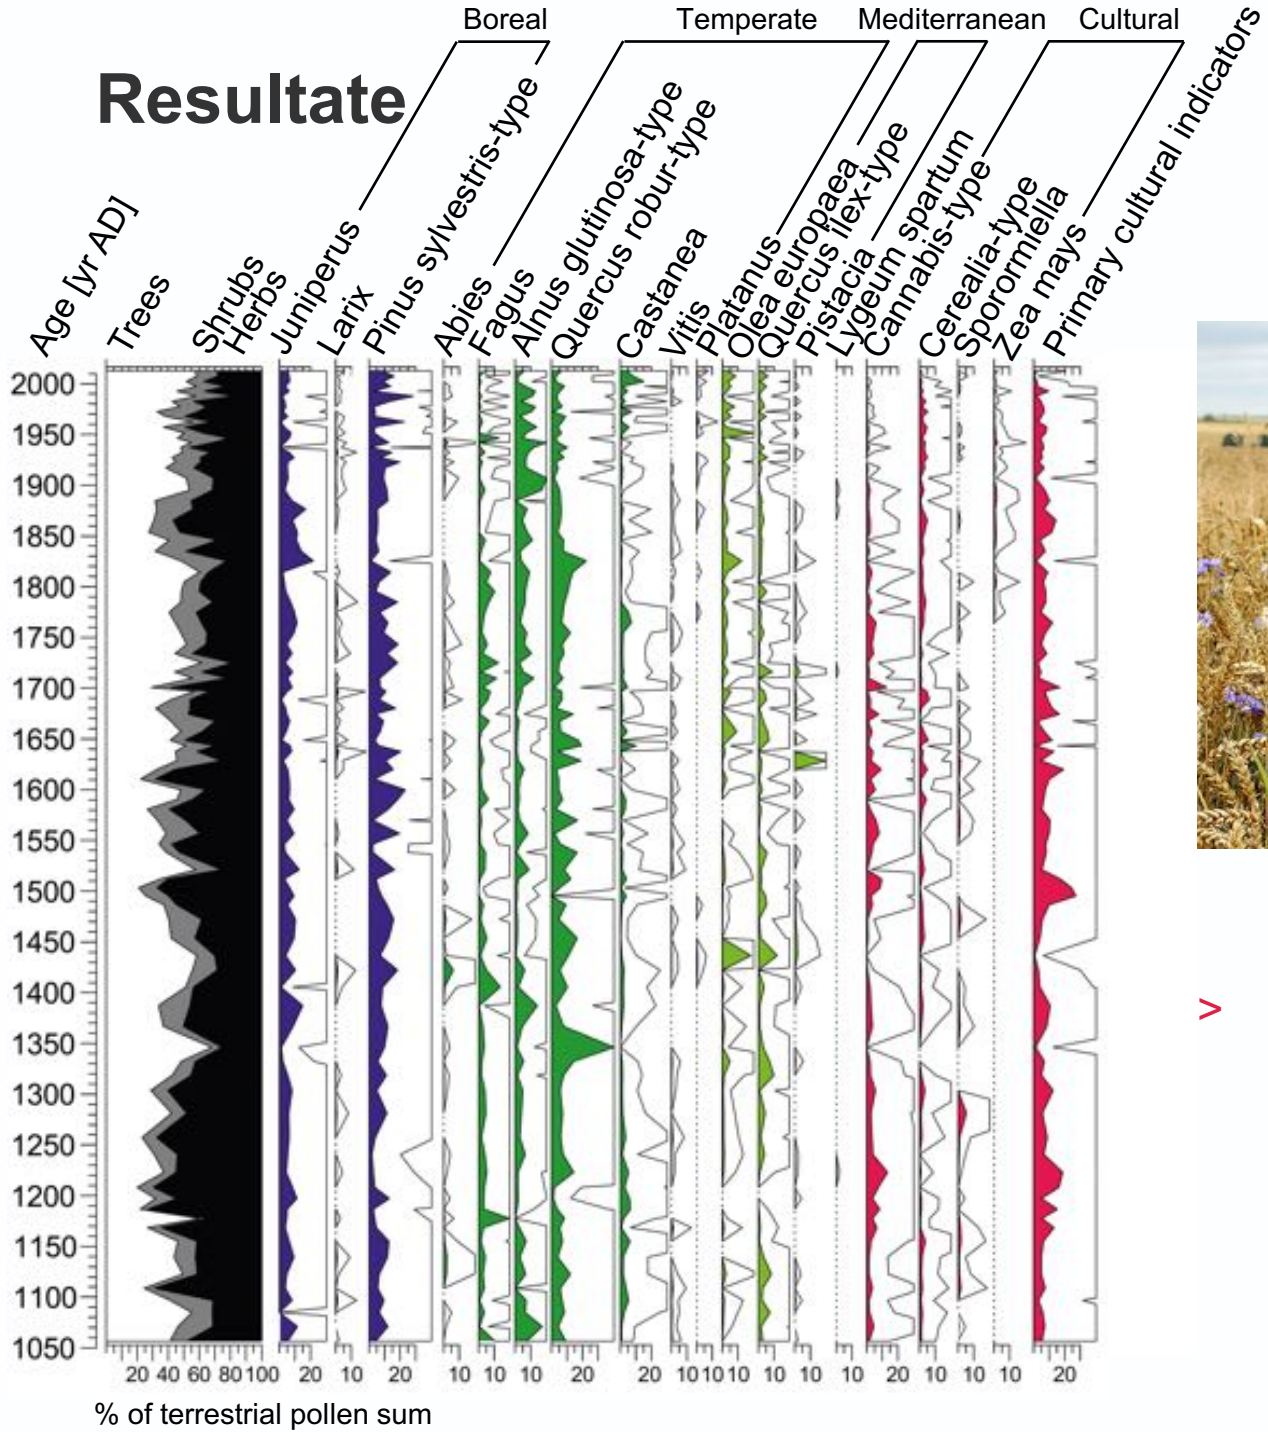 Boreal Temperate Mediterranean Cultural
Resultate
Age [yr AD]
Trees
Shrubs
Herbs
Juniperus
Larix
Pinus sylvestris-type
Abies
Fagus
Alnus glutinosa-type
Quercus robur-type
Castanea
Vitis
Platanus
Olea europaea
Quercus ilex-type
Pistacia
Lygeum spartum
Cannabis-type
Cerealia-type
Sporormiella
Zea mays
Primary cultural indicators
2000
1950
1900
1850
1800
1750
1700
1650
1600
1550
1500
1450
1400
>
1350
1300
1250
1200
1150
1100
1050
20 40 60 80 100 20 10 20 10 10 10 20 20 10 10 10 10 10 10 20 10 10 10 20
% of terrestrial pollen sum